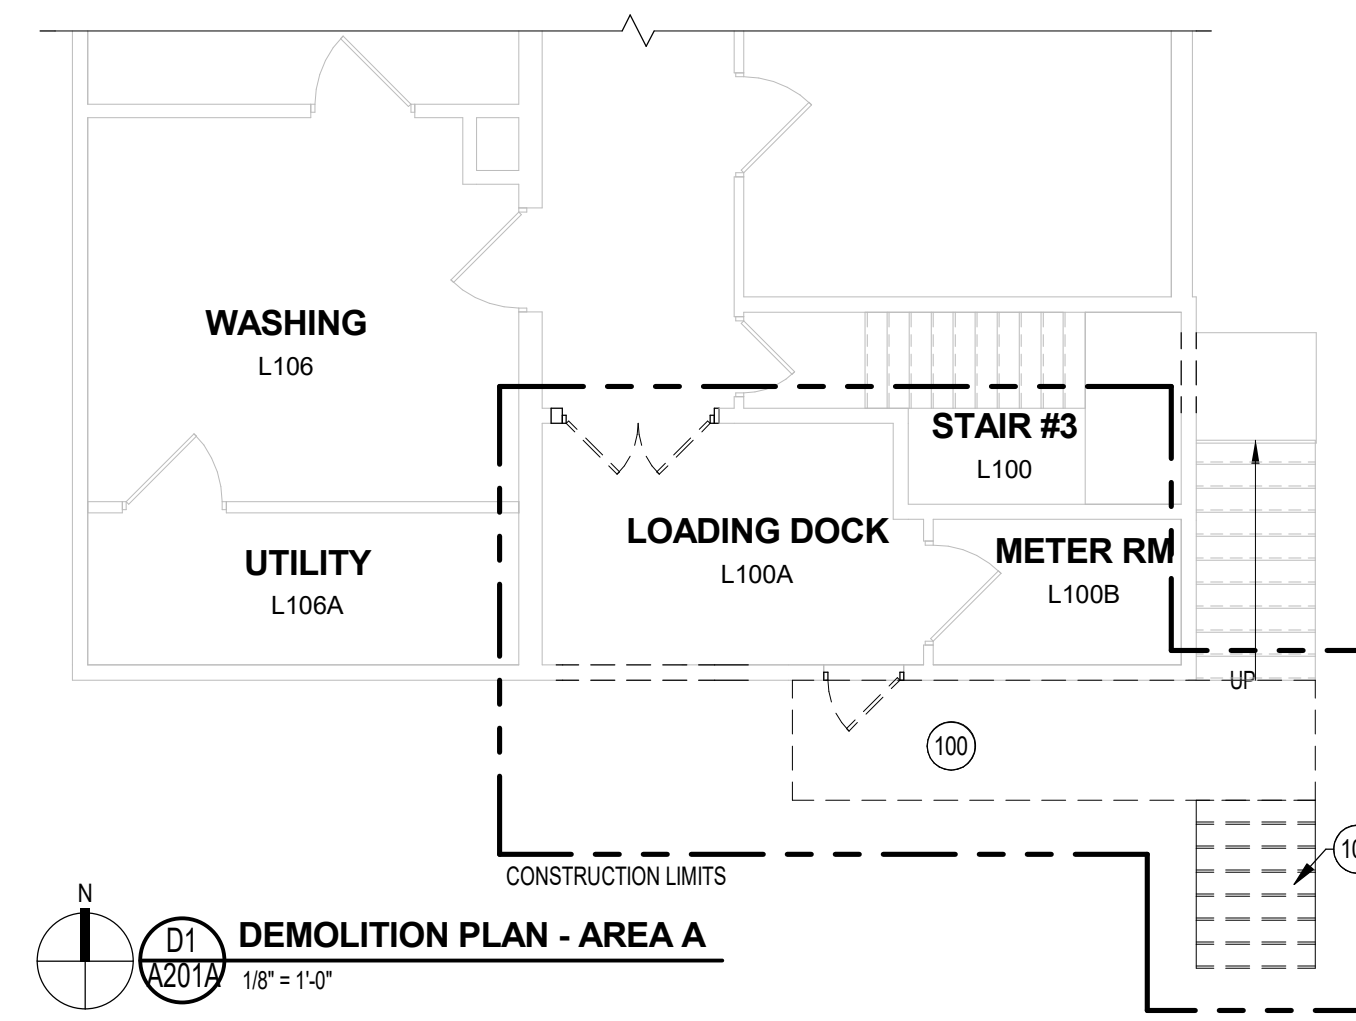 WASHING
L106
STAIR #3
L100
LOADING DOCK
L100A
METER RM
L100B
UTILITY
L106A
UP
100
CONSTRUCTION LIMITS
N
D1
A201A
DEMOLITION PLAN - AREA A
1/8" = 1'-0"